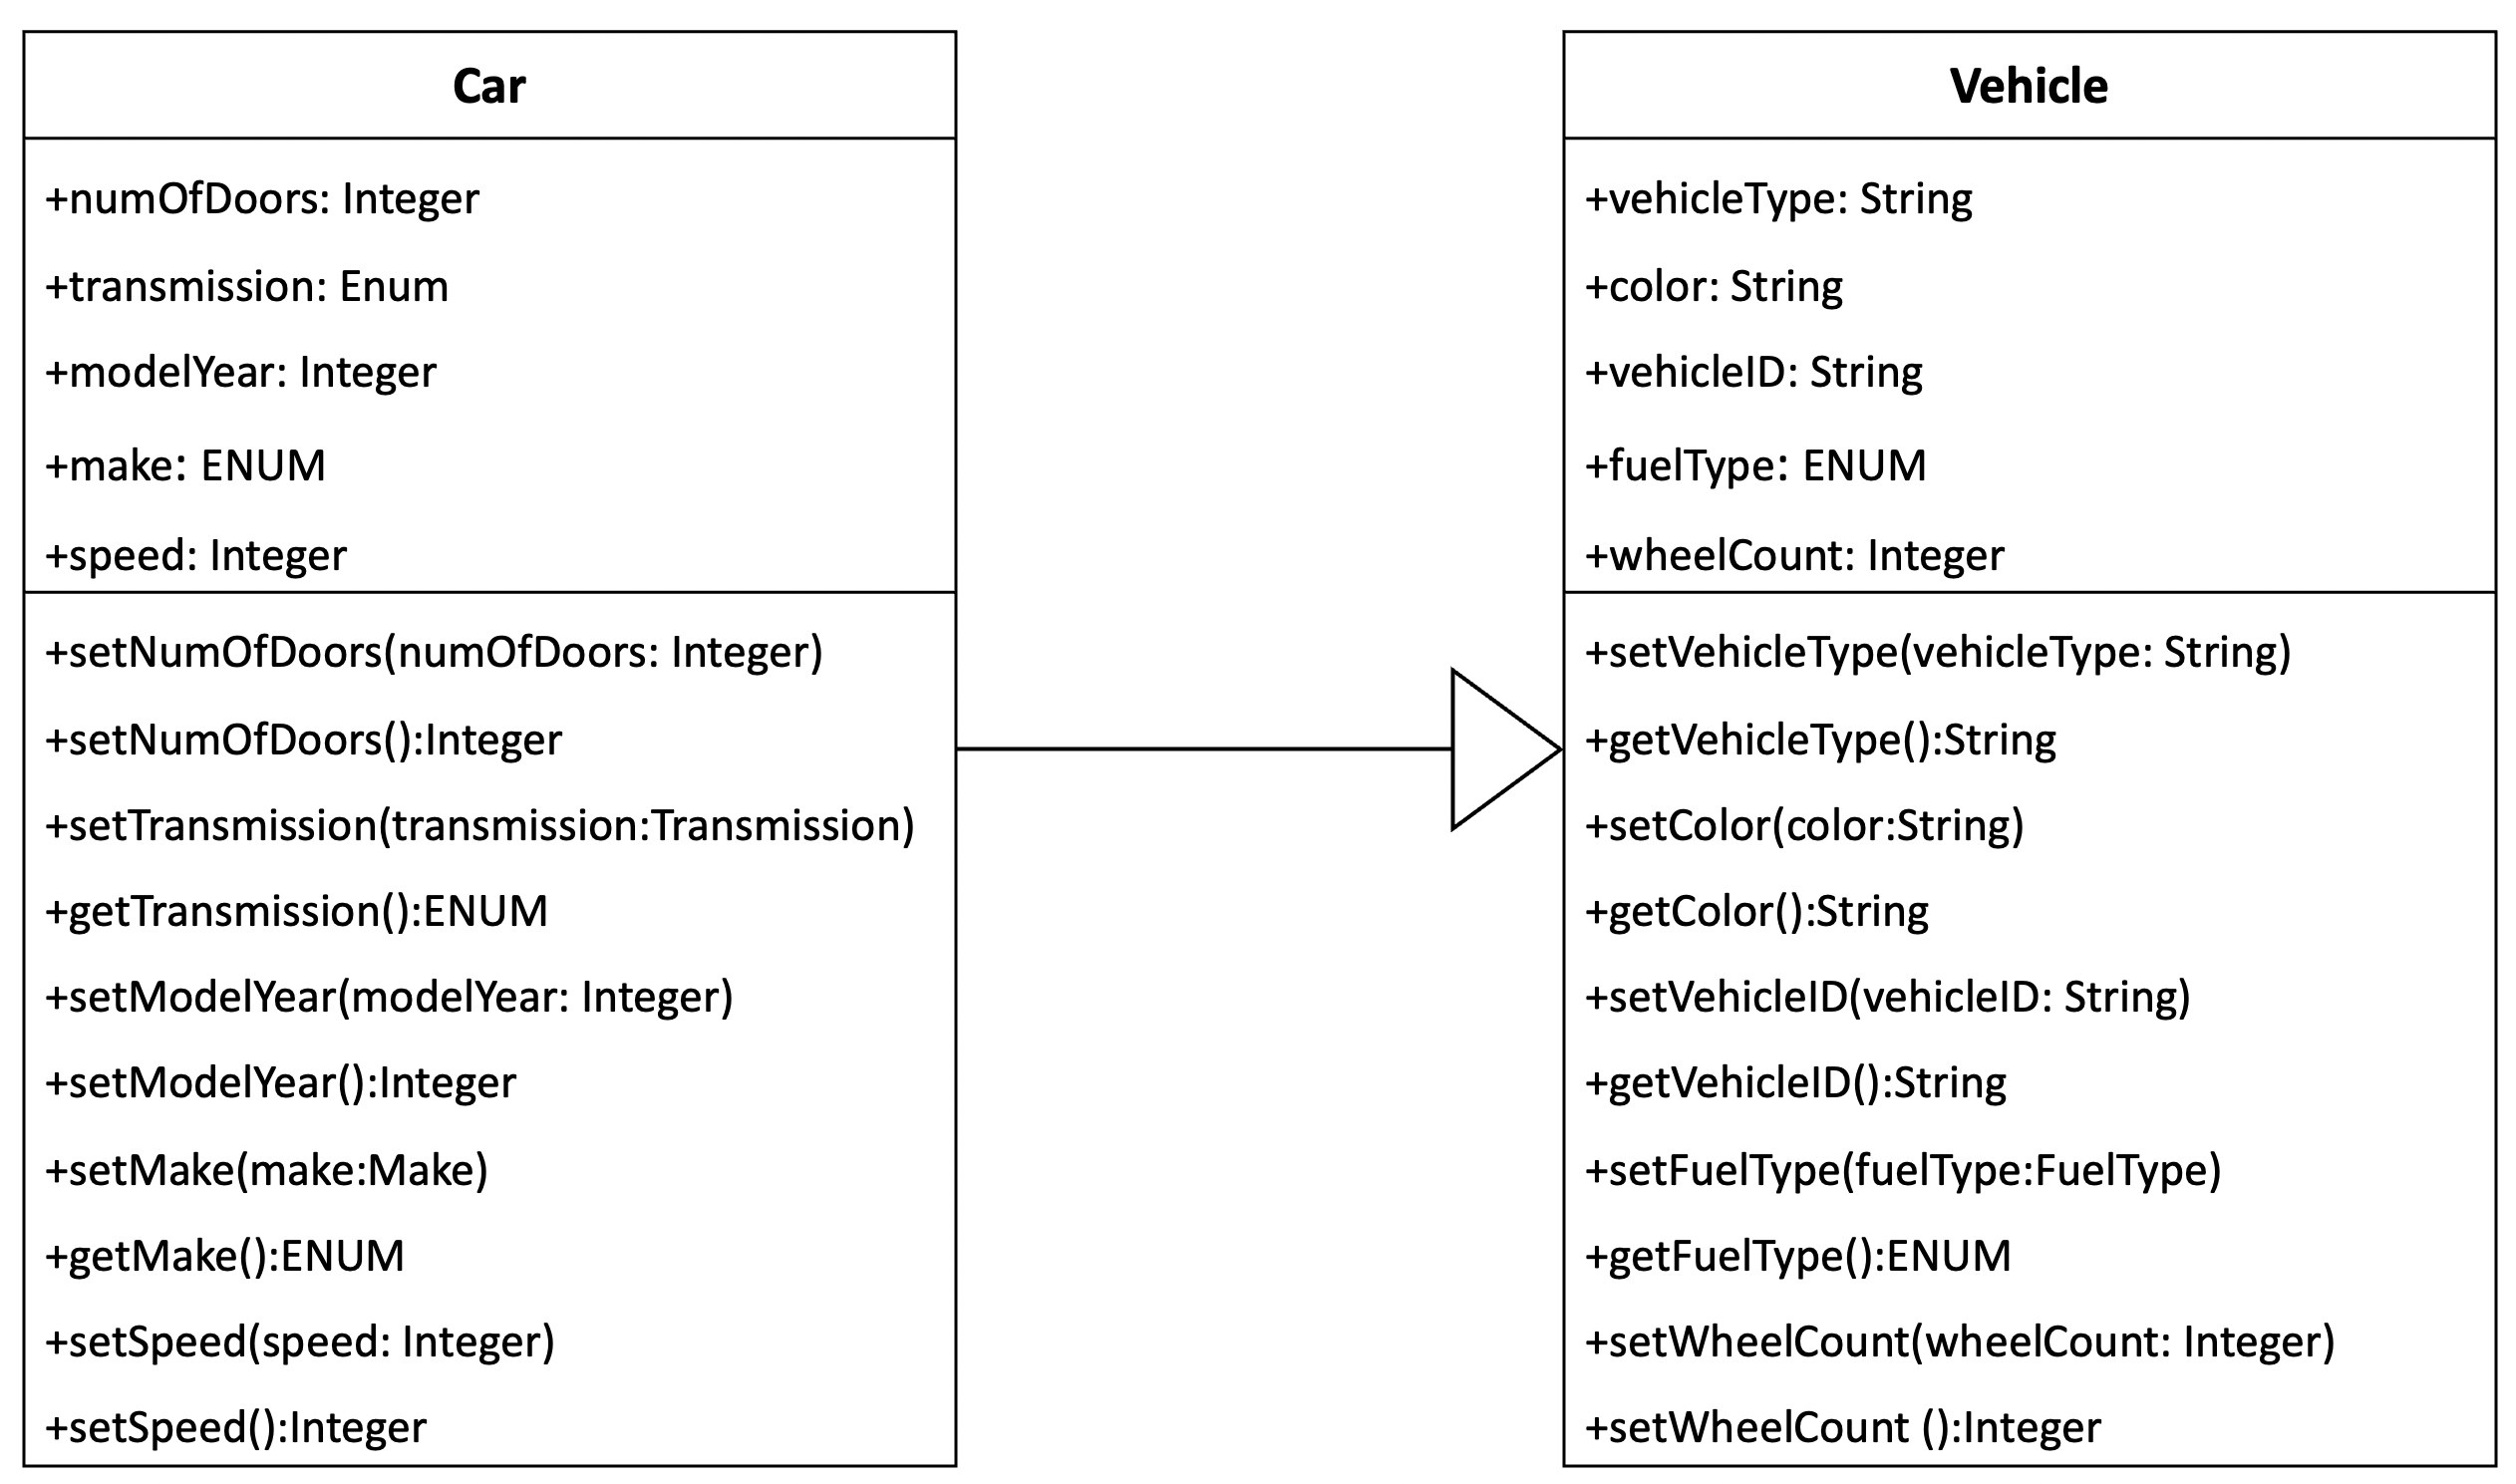 Car
+numOfDoors: Integer
+transmission: Enum
+modelYear: Integer
+make: ENUM
+speed: Integer
+setNumOfDoors(numOfDoors: Integer)
+setNumOfDoors():Integer
+setTransmission(transmission:Transmission)
+getTransmission():ENUM
+setModelYear(modelYear: Integer)
+setModelYear():Integer
+setMake(make:Make)
+getMake():ENUM
+setSpeed(speed: Integer)
+setSpeed():Integer
Vehicle
+vehicleType: String
+color: String
+vehicleID: String
+fuelType: ENUM
+wheelCount: Integer
+setVehicleType(vehicleType: String)
+getVehicleType():String
+setColor(color:String)
+getColor():String
+setVehicleID(vehicleID: String)
+getVehicleID():String
+setFuelType(fuelType:FuelType)
+getFuelType():ENUM
+setWheelCount(wheelCount: Integer)
+setWheelCount ():Integer